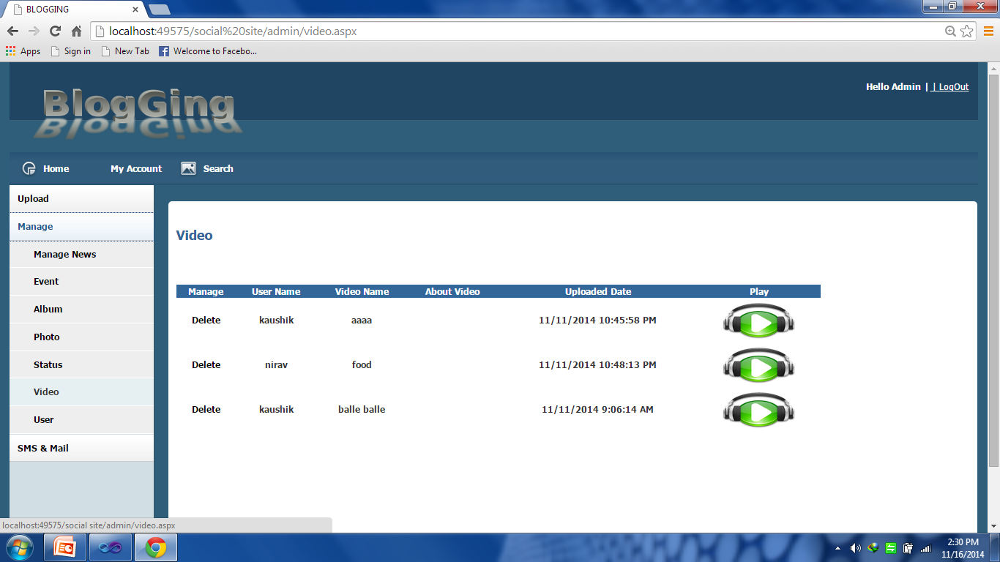 BLOGGING
localhost:49575/social%20site/admin/video.aspx
Apps Sign in New Tab Welcome to Facebo...
Hello Admin | | LogOut
BlogGing
Home My Account Search
Upload
Manage
Manage News
Event
Album
Photo
Status
Video
User
SMS & Mail
Video
Manage User Name Video Name About Video Uploaded Date Play
Delete kaushik aaaa 11/11/2014 10:45:58 PM
Delete nirav food 11/11/2014 10:48:13 PM
Delete kaushik balle balle 11/11/2014 9:06:14 AM
localhost:49575/social site/admin/video.aspx
2:30 PM
11/16/2014